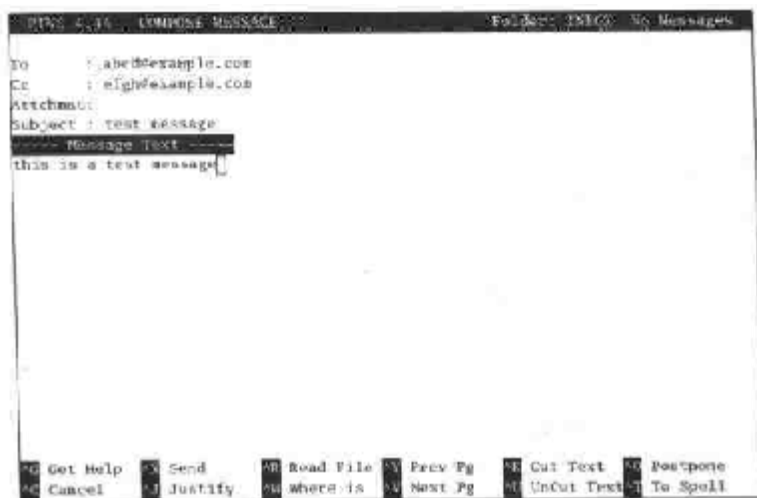 PINE 4.44 COMPOSE MESSAGE Folder: INBOX No Messages
To : abcd@example.com
Cc : efgh@example.com
Attchmnt:
Subject : test message
----- Message Text -----
this is a test message
^G Get Help ^X Send ^R Read File ^Y Prev Pg ^K Cut Text ^O Postpone
^C Cancel ^J Justify ^W Where is ^V Next Pg ^U UnCut Text ^T To Spell